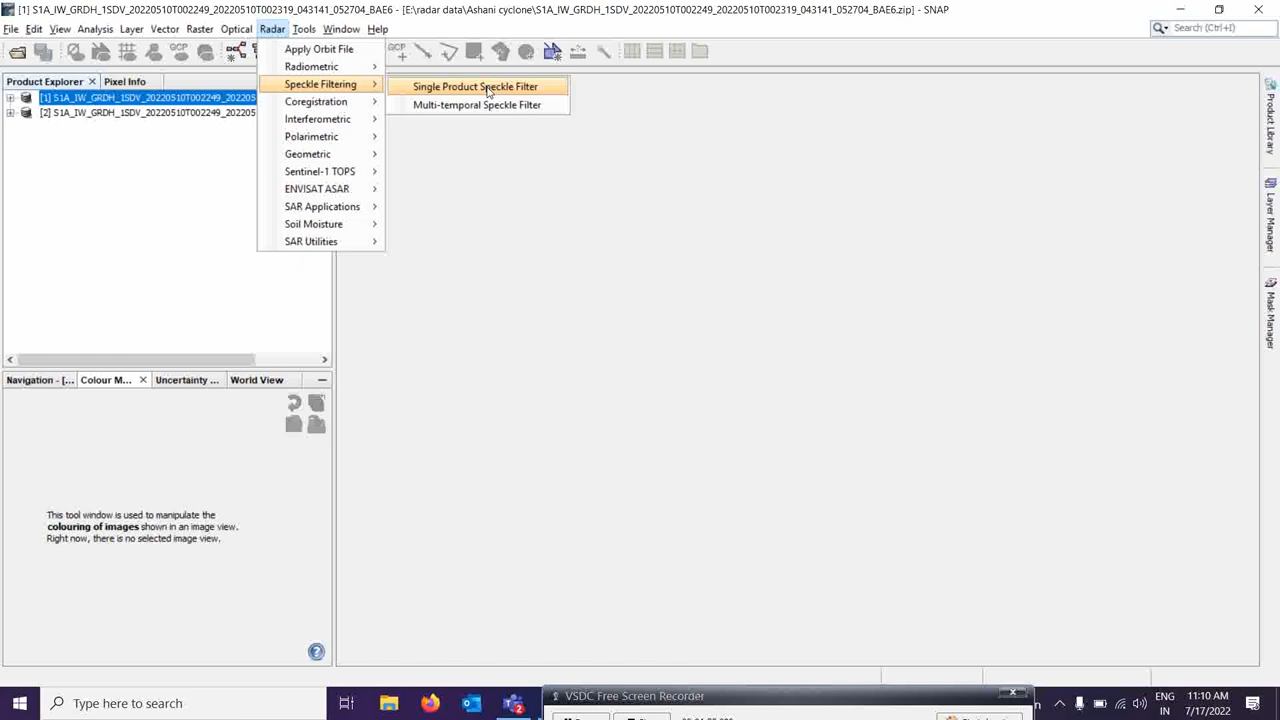 [1] S1A_IW_GRDH_1SDV_20220510T002249_20220510T002319_043141_052704_BAE6 - [E:\radar data\Ashani cyclone\S1A_IW_GRDH_1SDV_20220510T002249_20220510T002319_043141_052704_BAE6.zip] - SNAP
File Edit View Analysis Layer Vector Raster Optical Radar Tools Window Help
Search (Ctrl+I)
GCP
GCP
Apply Orbit File
Radiometric
Speckle Filtering
Coregistration
Interferometric
Polarimetric
Geometric
Sentinel-1 TOPS
ENVISAT ASAR
SAR Applications
Soil Moisture
SAR Utilities
Single Product Speckle Filter
Multi-temporal Speckle Filter
Product Explorer
Pixel Info
[1] S1A_IW_GRDH_1SDV_20220510T002249_202205
[2] S1A_IW_GRDH_1SDV_20220510T002249_202205
Product Library
Layer Manager
Mask Manager
Navigation - [...
Colour M...
Uncertainty ...
World View
This tool window is used to manipulate the
colouring of images shown in an image view.
Right now, there is no selected image view.
Type here to search
2
VSDC Free Screen Recorder
ENG
IN
11:10 AM
7/17/2022